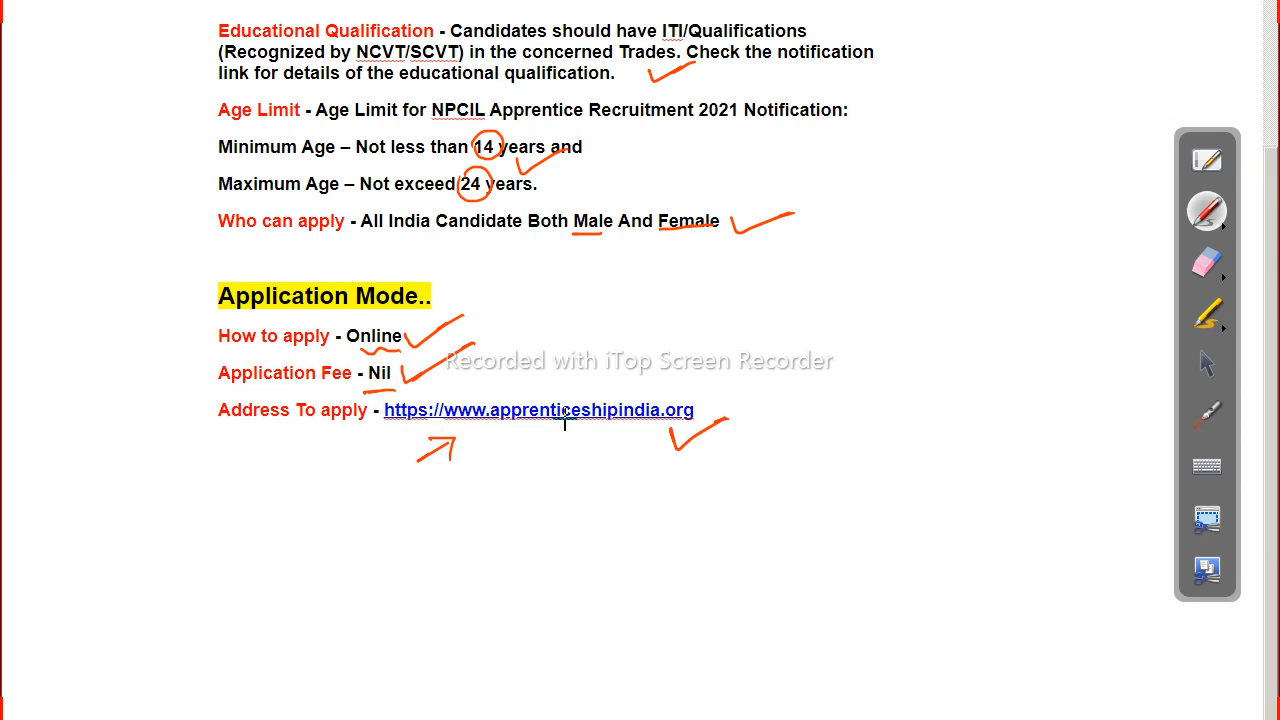 Educational Qualification - Candidates should have ITI/Qualifications
(Recognized by NCVT/SCVT) in the concerned Trades. Check the notification
link for details of the educational qualification.
Age Limit - Age Limit for NPCIL Apprentice Recruitment 2021 Notification:
Minimum Age – Not less than 14 years and
Maximum Age – Not exceed 24 years.
Who can apply - All India Candidate Both Male And Female
Application Mode..
How to apply - Online
Recorded with iTop Screen Recorder
Application Fee - Nil
Address To apply - https://www.apprenticeshipindia.org